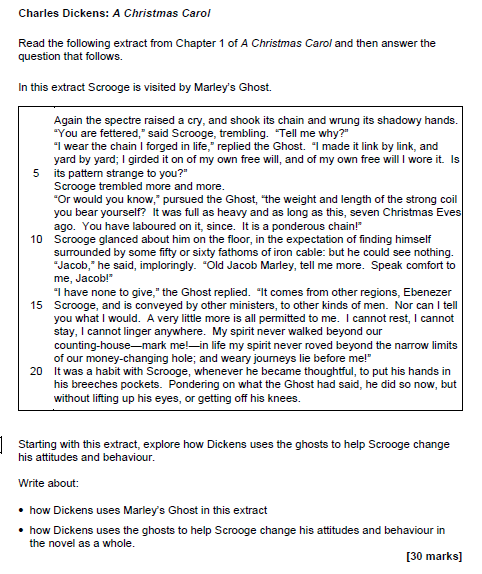 Charles Dickens: A Christmas Carol
Read the following extract from Chapter 1 of A Christmas Carol and then answer the
question that follows.
In this extract Scrooge is visited by Marley's Ghost.
Again the spectre raised a cry, and shook its chain and wrung its shadowy hands.
"You are fettered," said Scrooge, trembling. "Tell me why?"
"I wear the chain I forged in life," replied the Ghost. "I made it link by link, and
yard by yard; I girded it on of my own free will, and of my own free will I wore it. Is
5 its pattern strange to you?"
Scrooge trembled more and more.
"Or would you know," pursued the Ghost, "the weight and length of the strong coil
you bear yourself? It was full as heavy and as long as this, seven Christmas Eves
ago. You have laboured on it, since. It is a ponderous chain!"
10 Scrooge glanced about him on the floor, in the expectation of finding himself
surrounded by some fifty or sixty fathoms of iron cable: but he could see nothing.
"Jacob," he said, imploringly. "Old Jacob Marley, tell me more. Speak comfort to
me, Jacob!"
"I have none to give," the Ghost replied. "It comes from other regions, Ebenezer
15 Scrooge, and is conveyed by other ministers, to other kinds of men. Nor can I tell
you what I would. A very little more is all permitted to me. I cannot rest, I cannot
stay, I cannot linger anywhere. My spirit never walked beyond our
counting-house—mark me!—in life my spirit never roved beyond the narrow limits
of our money-changing hole; and weary journeys lie before me!"
20 It was a habit with Scrooge, whenever he became thoughtful, to put his hands in
his breeches pockets. Pondering on what the Ghost had said, he did so now, but
without lifting up his eyes, or getting off his knees.
Starting with this extract, explore how Dickens uses the ghosts to help Scrooge change
his attitudes and behaviour.
Write about:
• how Dickens uses Marley's Ghost in this extract
• how Dickens uses the ghosts to help Scrooge change his attitudes and behaviour in
the novel as a whole.
[30 marks]